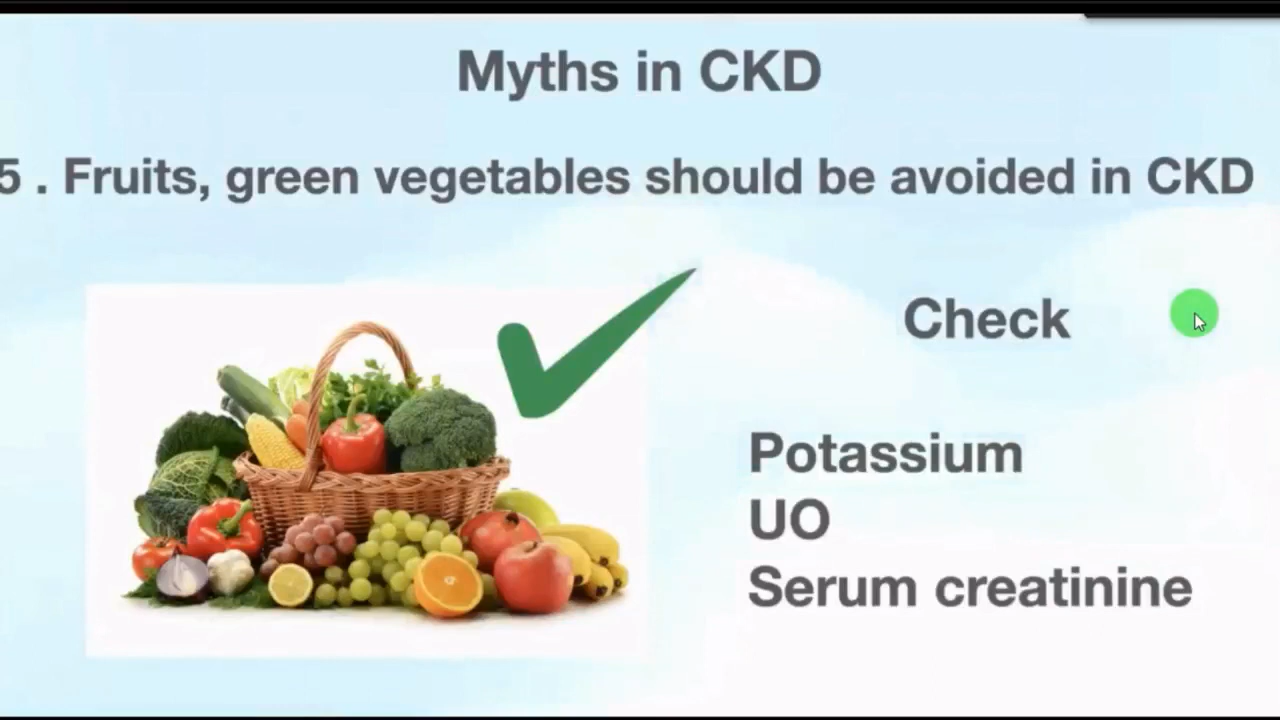 Myths in CKD
5 . Fruits, green vegetables should be avoided in CKD
Check
Potassium
UO
Serum creatinine